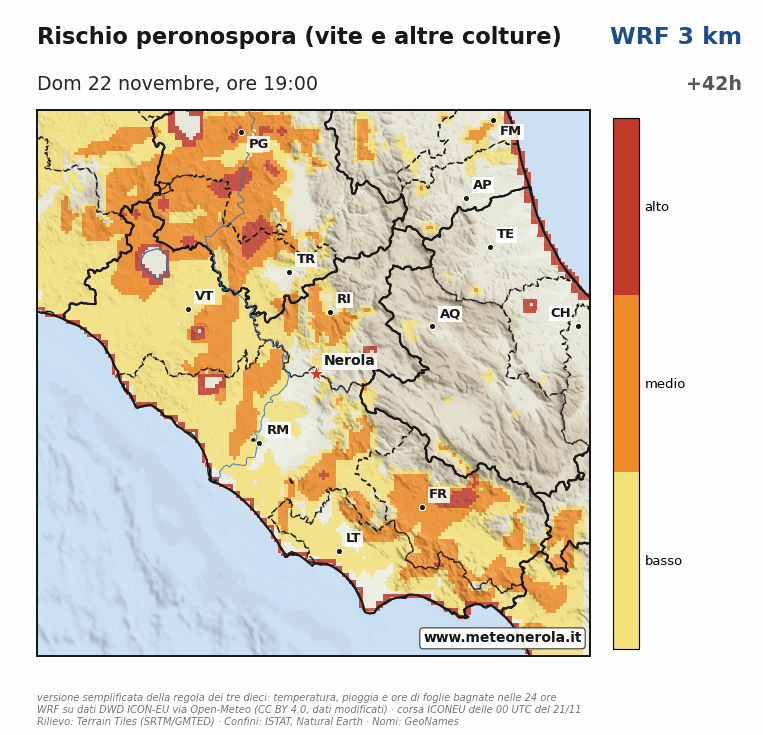 Rischio peronospora (vite e altre colture)
WRF 3 km
Dom 22 novembre, ore 19:00
+42h
FM
PG
AP
TE
TR
VT
RI
AQ
CH
Nerola
RM
FR
LT
www.meteonerola.it
alto
medio
basso
versione semplificata della regola dei tre dieci: temperatura, pioggia e ore di foglie bagnate nelle 24 ore
WRF su dati DWD ICON-EU via Open-Meteo (CC BY 4.0, dati modificati) · corsa ICONEU delle 00 UTC del 21/11
Rilievo: Terrain Tiles (SRTM/GMTED) · Confini: ISTAT, Natural Earth · Nomi: GeoNames